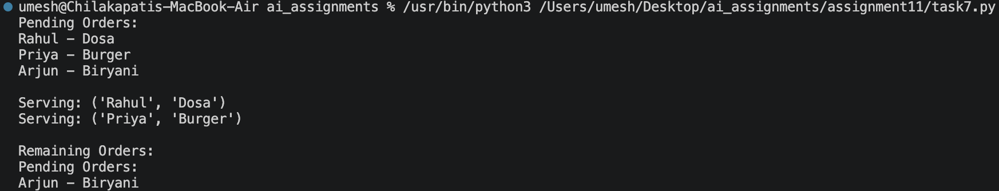 umesh@Chilakapatis-MacBook-Air ai_assignments % /usr/bin/python3 /Users/umesh/Desktop/ai_assignments/assignment11/task7.py
Pending Orders:
Rahul - Dosa
Priya - Burger
Arjun - Biryani
Serving: ('Rahul', 'Dosa')
Serving: ('Priya', 'Burger')
Remaining Orders:
Pending Orders:
Arjun - Biryani